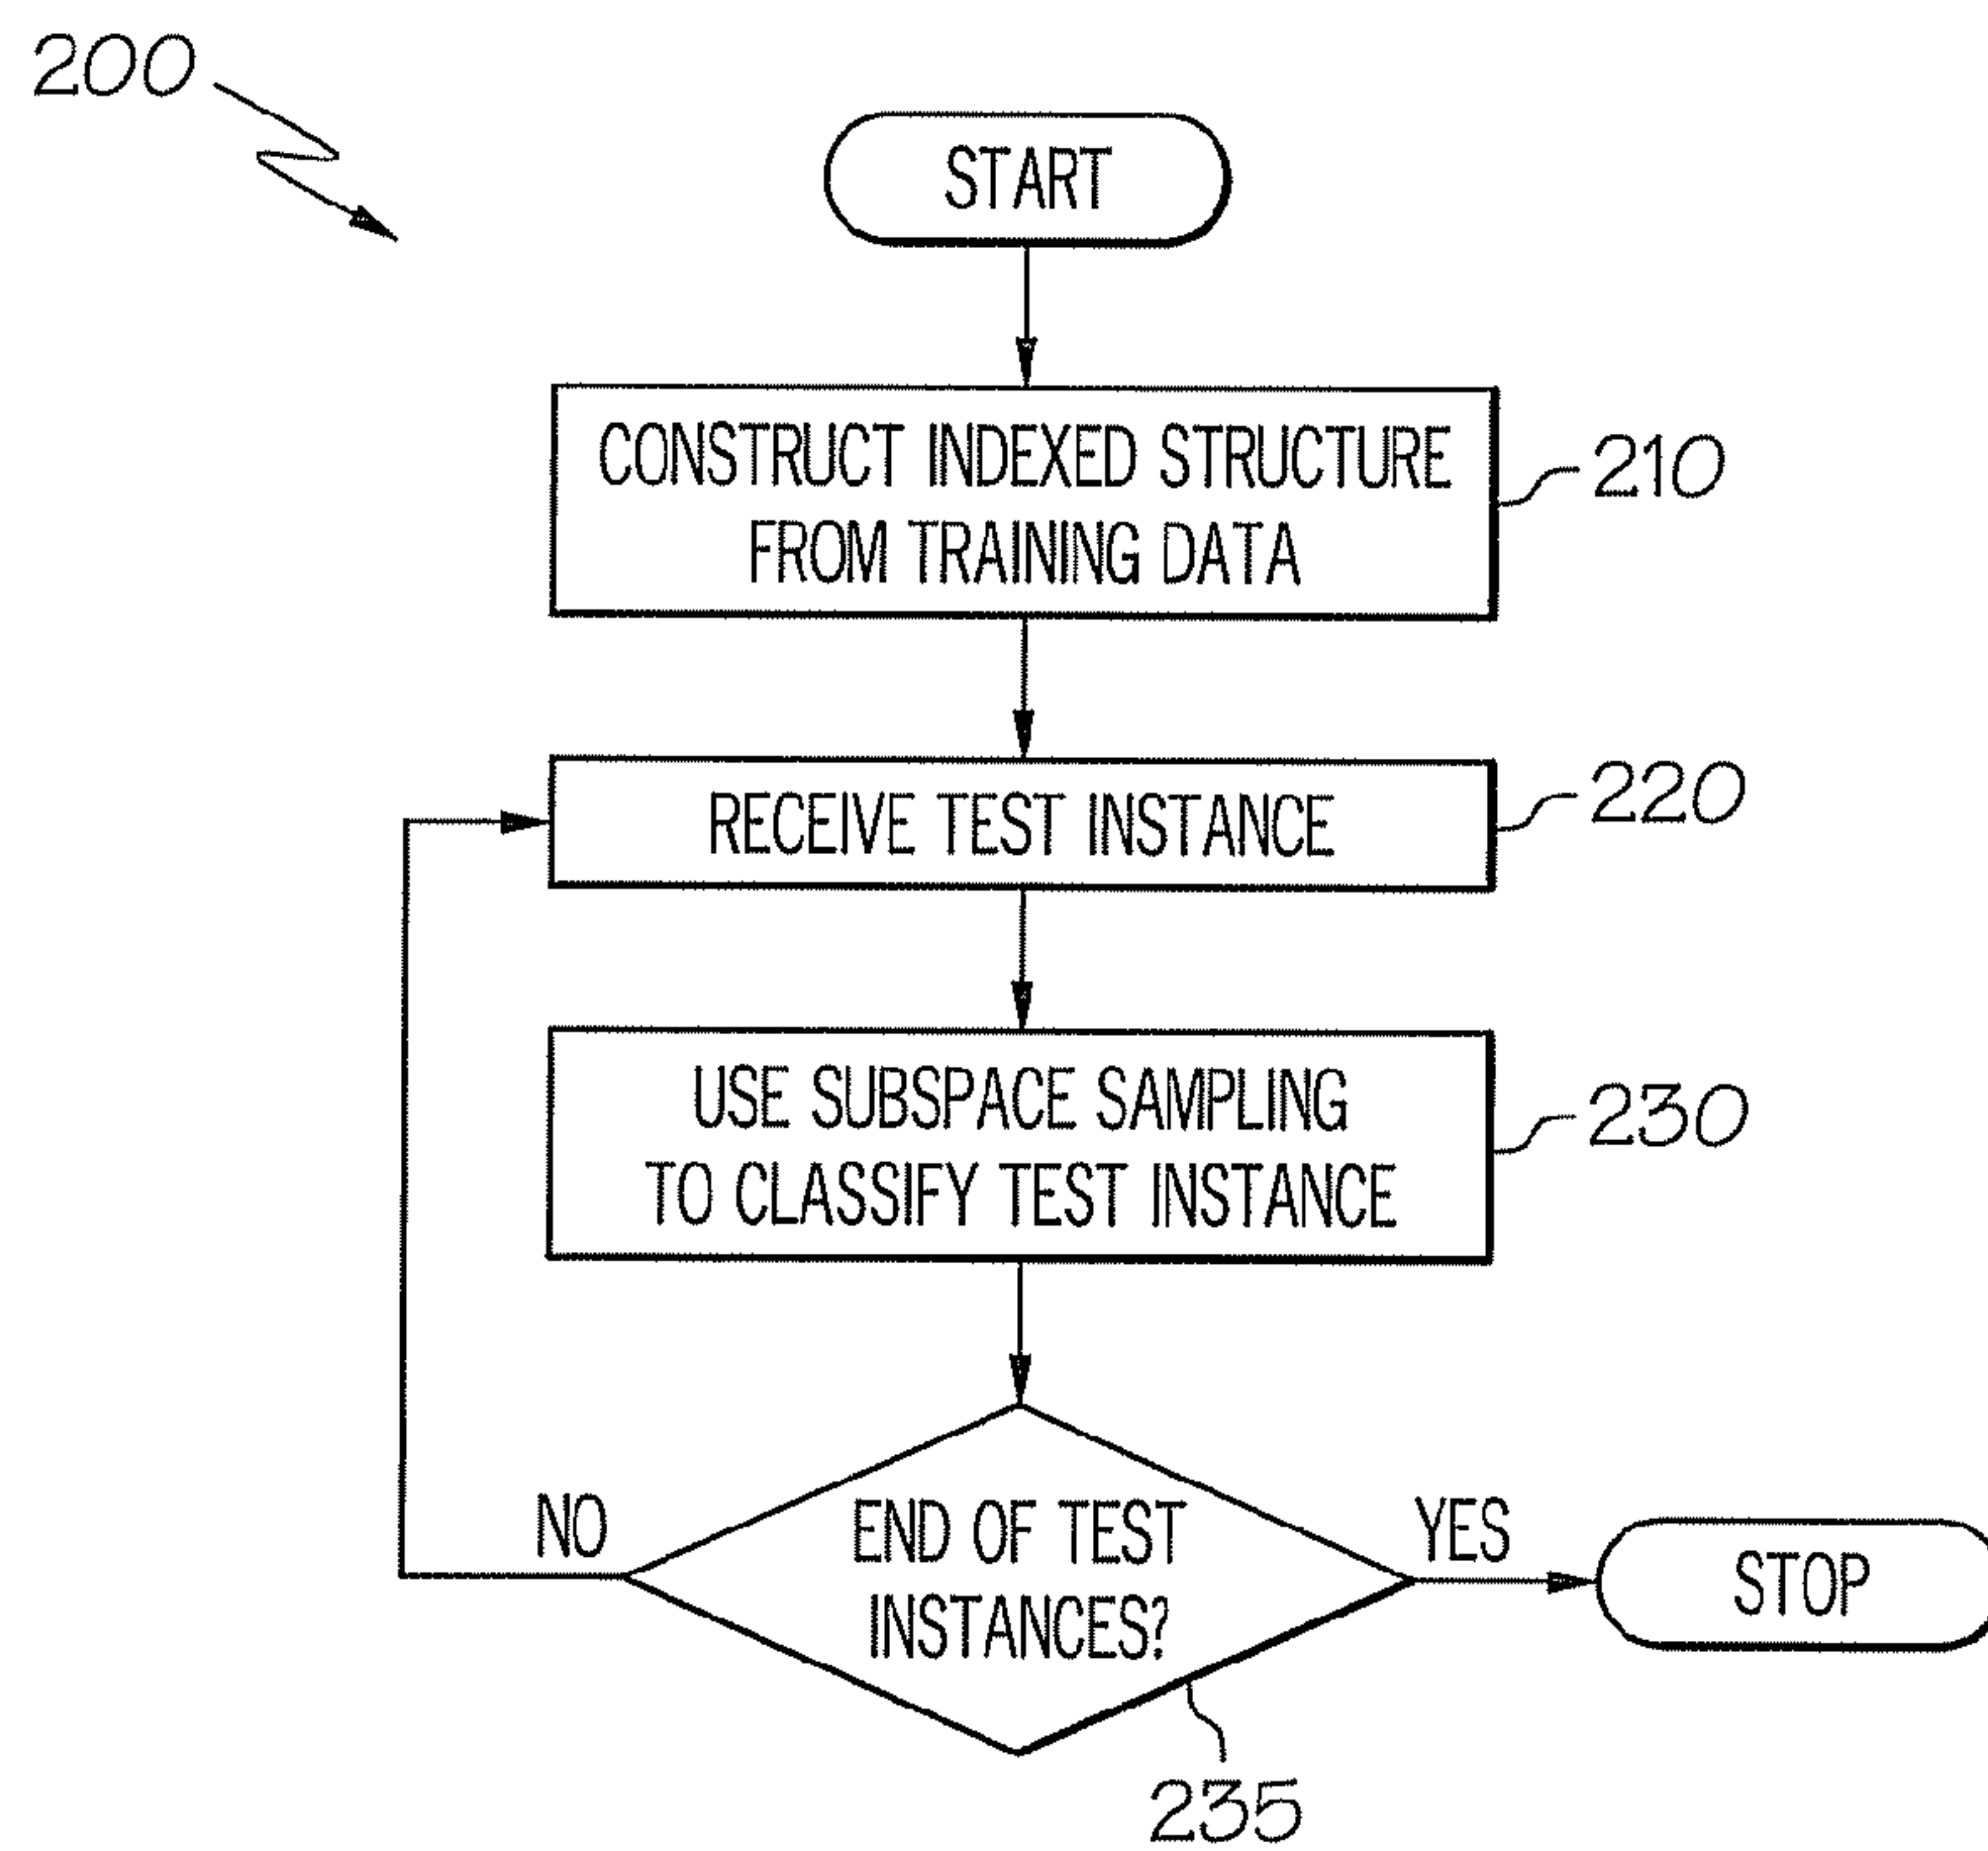 200
START
CONSTRUCT INDEXED STRUCTURE
FROM TRAINING DATA
210
RECEIVE TEST INSTANCE
220
USE SUBSPACE SAMPLING
TO CLASSIFY TEST INSTANCE
230
NO
END OF TEST
INSTANCES?
YES
STOP
235